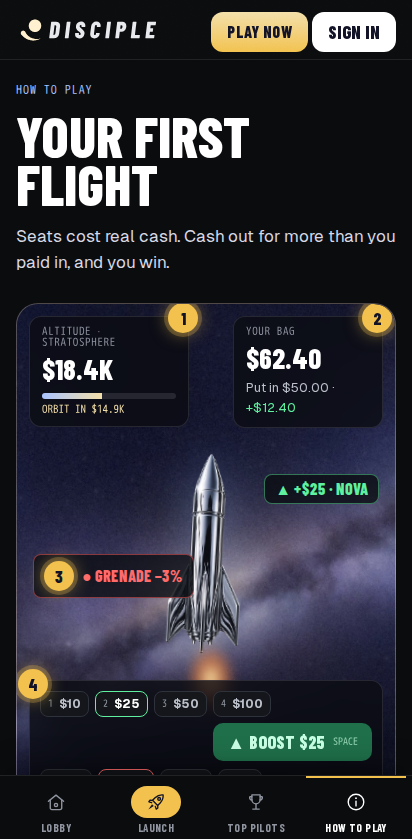 DISCIPLE
PLAY NOW
SIGN IN
HOW TO PLAY
YOUR FIRST
FLIGHT
Seats cost real cash. Cash out for more than you
paid in, and you win.
1
2
ALTITUDE ·
STRATOSPHERE
$18.4K
ORBIT IN $14.9K
YOUR BAG
$62.40
Put in $50.00 ·
+$12.40
▲ +$25 · NOVA
3
● GRENADE −3%
4
1 $10
2 $25
3 $50
4 $100
▲ BOOST $25 SPACE
LOBBY
LAUNCH
TOP PILOTS
HOW TO PLAY